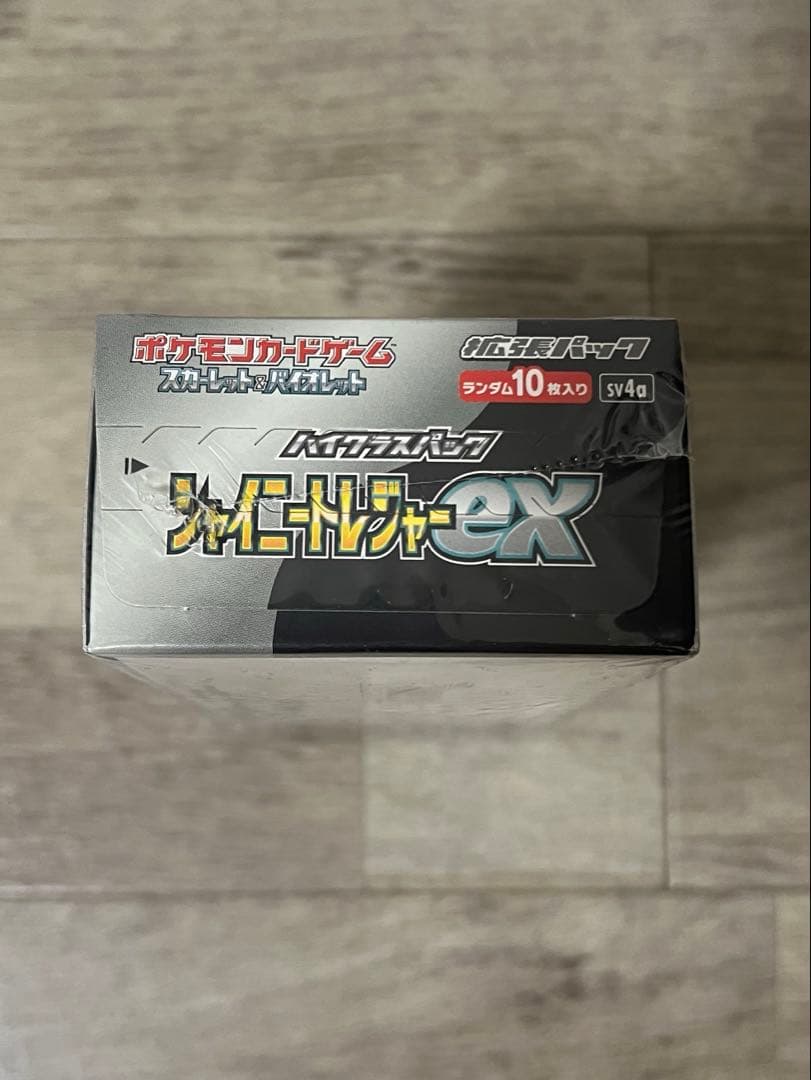 ポケモンカードゲーム
スカーレット&バイオレット
拡張パック
ランダム10枚入り
sv4a
ハイクラスパック
シャイニートレジャーex